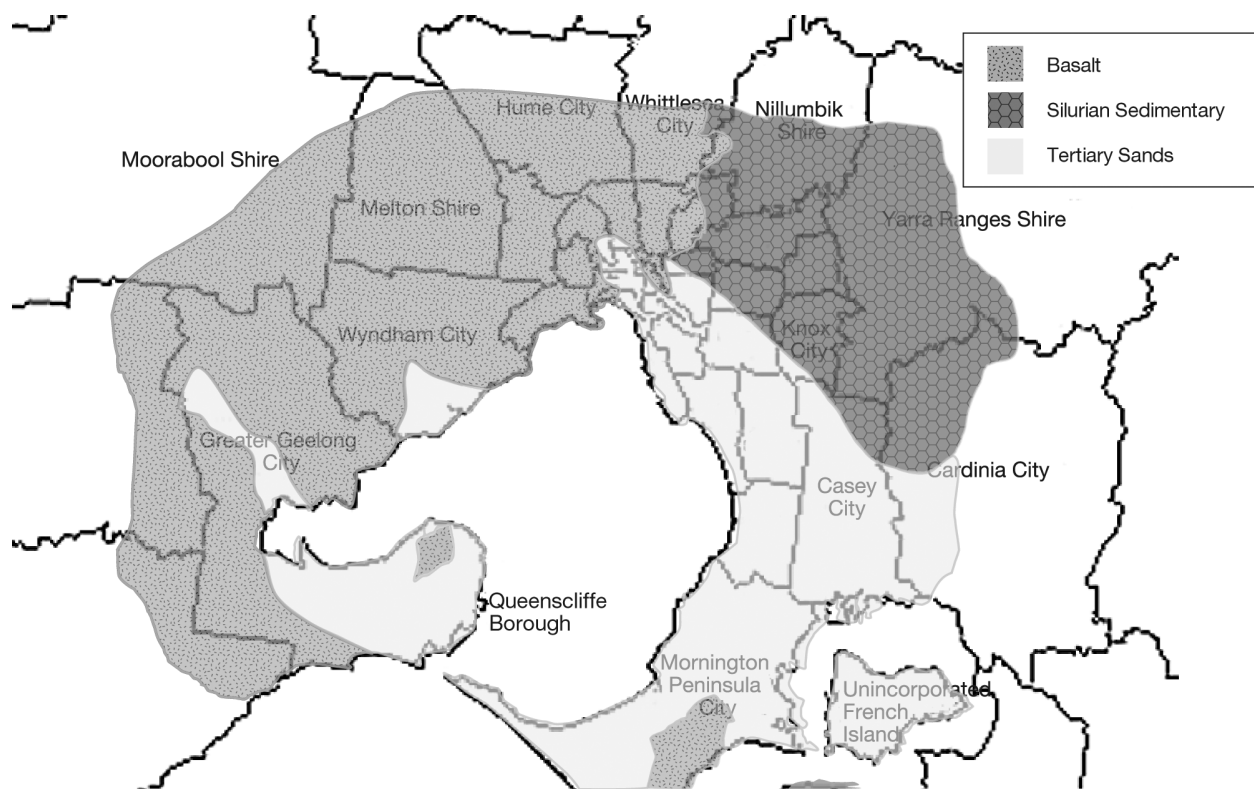 Basalt
Silurian Sedimentary
Tertiary Sands
Hume City
Whittlesea
City
Nillumbik
Shire
Moorabool Shire
Melton Shire
Yarra Ranges Shire
Wyndham City
Knox
City
Greater Geelong
City
Cardinia City
Casey
City
Queenscliffe
Borough
Mornington
Peninsula
City
Unincorporated
French
Island